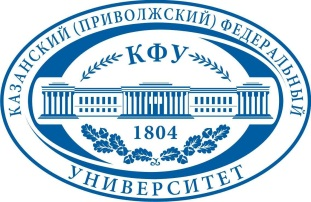 КАЗАНСКИЙ (ПРИВОЛЖСКИЙ) ФЕДЕРАЛЬНЫЙ
КФУ
1804
УНИВЕРСИТЕТ